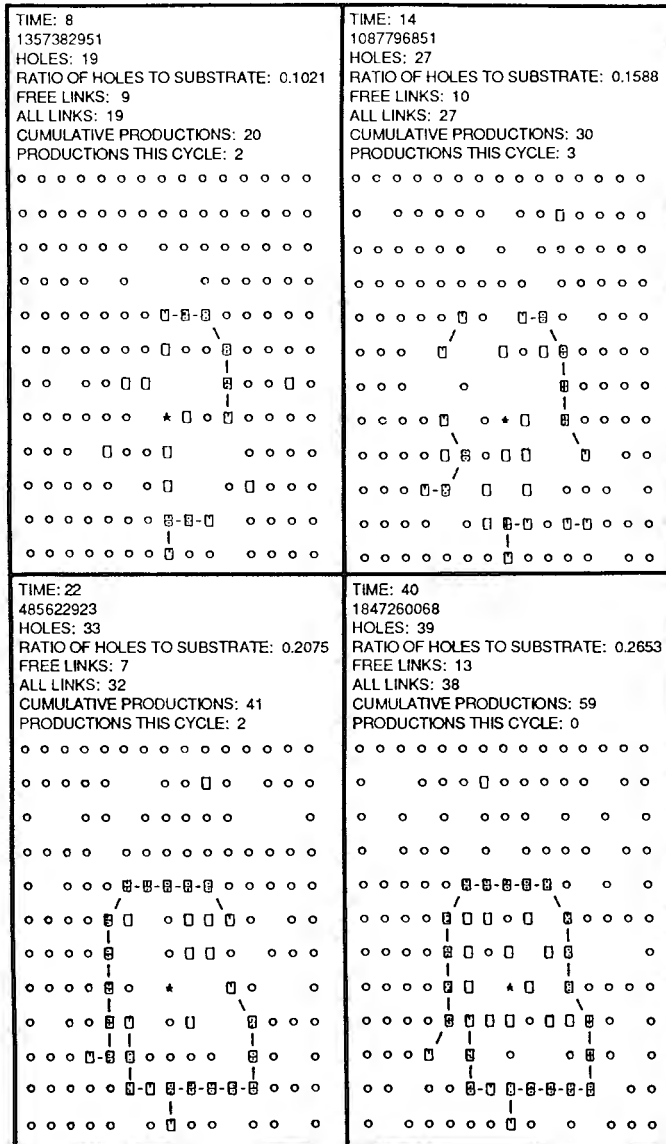 TIME: 8
1357382951
HOLES: 19
RATIO OF HOLES TO SUBSTRATE: 0.1021
FREE LINKS: 9
ALL LINKS: 19
CUMULATIVE PRODUCTIONS: 20
PRODUCTIONS THIS CYCLE: 2
TIME: 14
1087796851
HOLES: 27
RATIO OF HOLES TO SUBSTRATE: 0.1588
FREE LINKS: 10
ALL LINKS: 27
CUMULATIVE PRODUCTIONS: 30
PRODUCTIONS THIS CYCLE: 3
TIME: 22
485622923
HOLES: 33
RATIO OF HOLES TO SUBSTRATE: 0.2075
FREE LINKS: 7
ALL LINKS: 32
CUMULATIVE PRODUCTIONS: 41
PRODUCTIONS THIS CYCLE: 2
TIME: 40
1847260068
HOLES: 39
RATIO OF HOLES TO SUBSTRATE: 0.2653
FREE LINKS: 13
ALL LINKS: 38
CUMULATIVE PRODUCTIONS: 59
PRODUCTIONS THIS CYCLE: 0